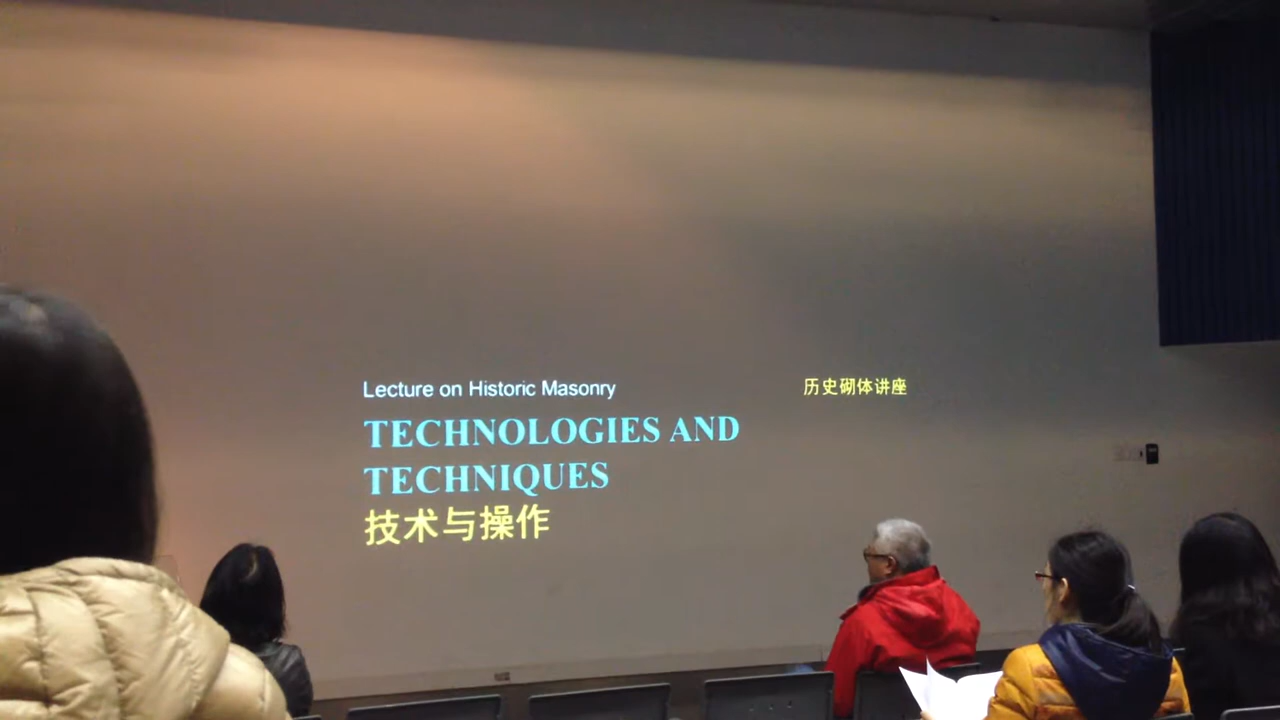 Lecture on Historic Masonry
历史砌体讲座
TECHNOLOGIES AND
TECHNIQUES
技术与操作